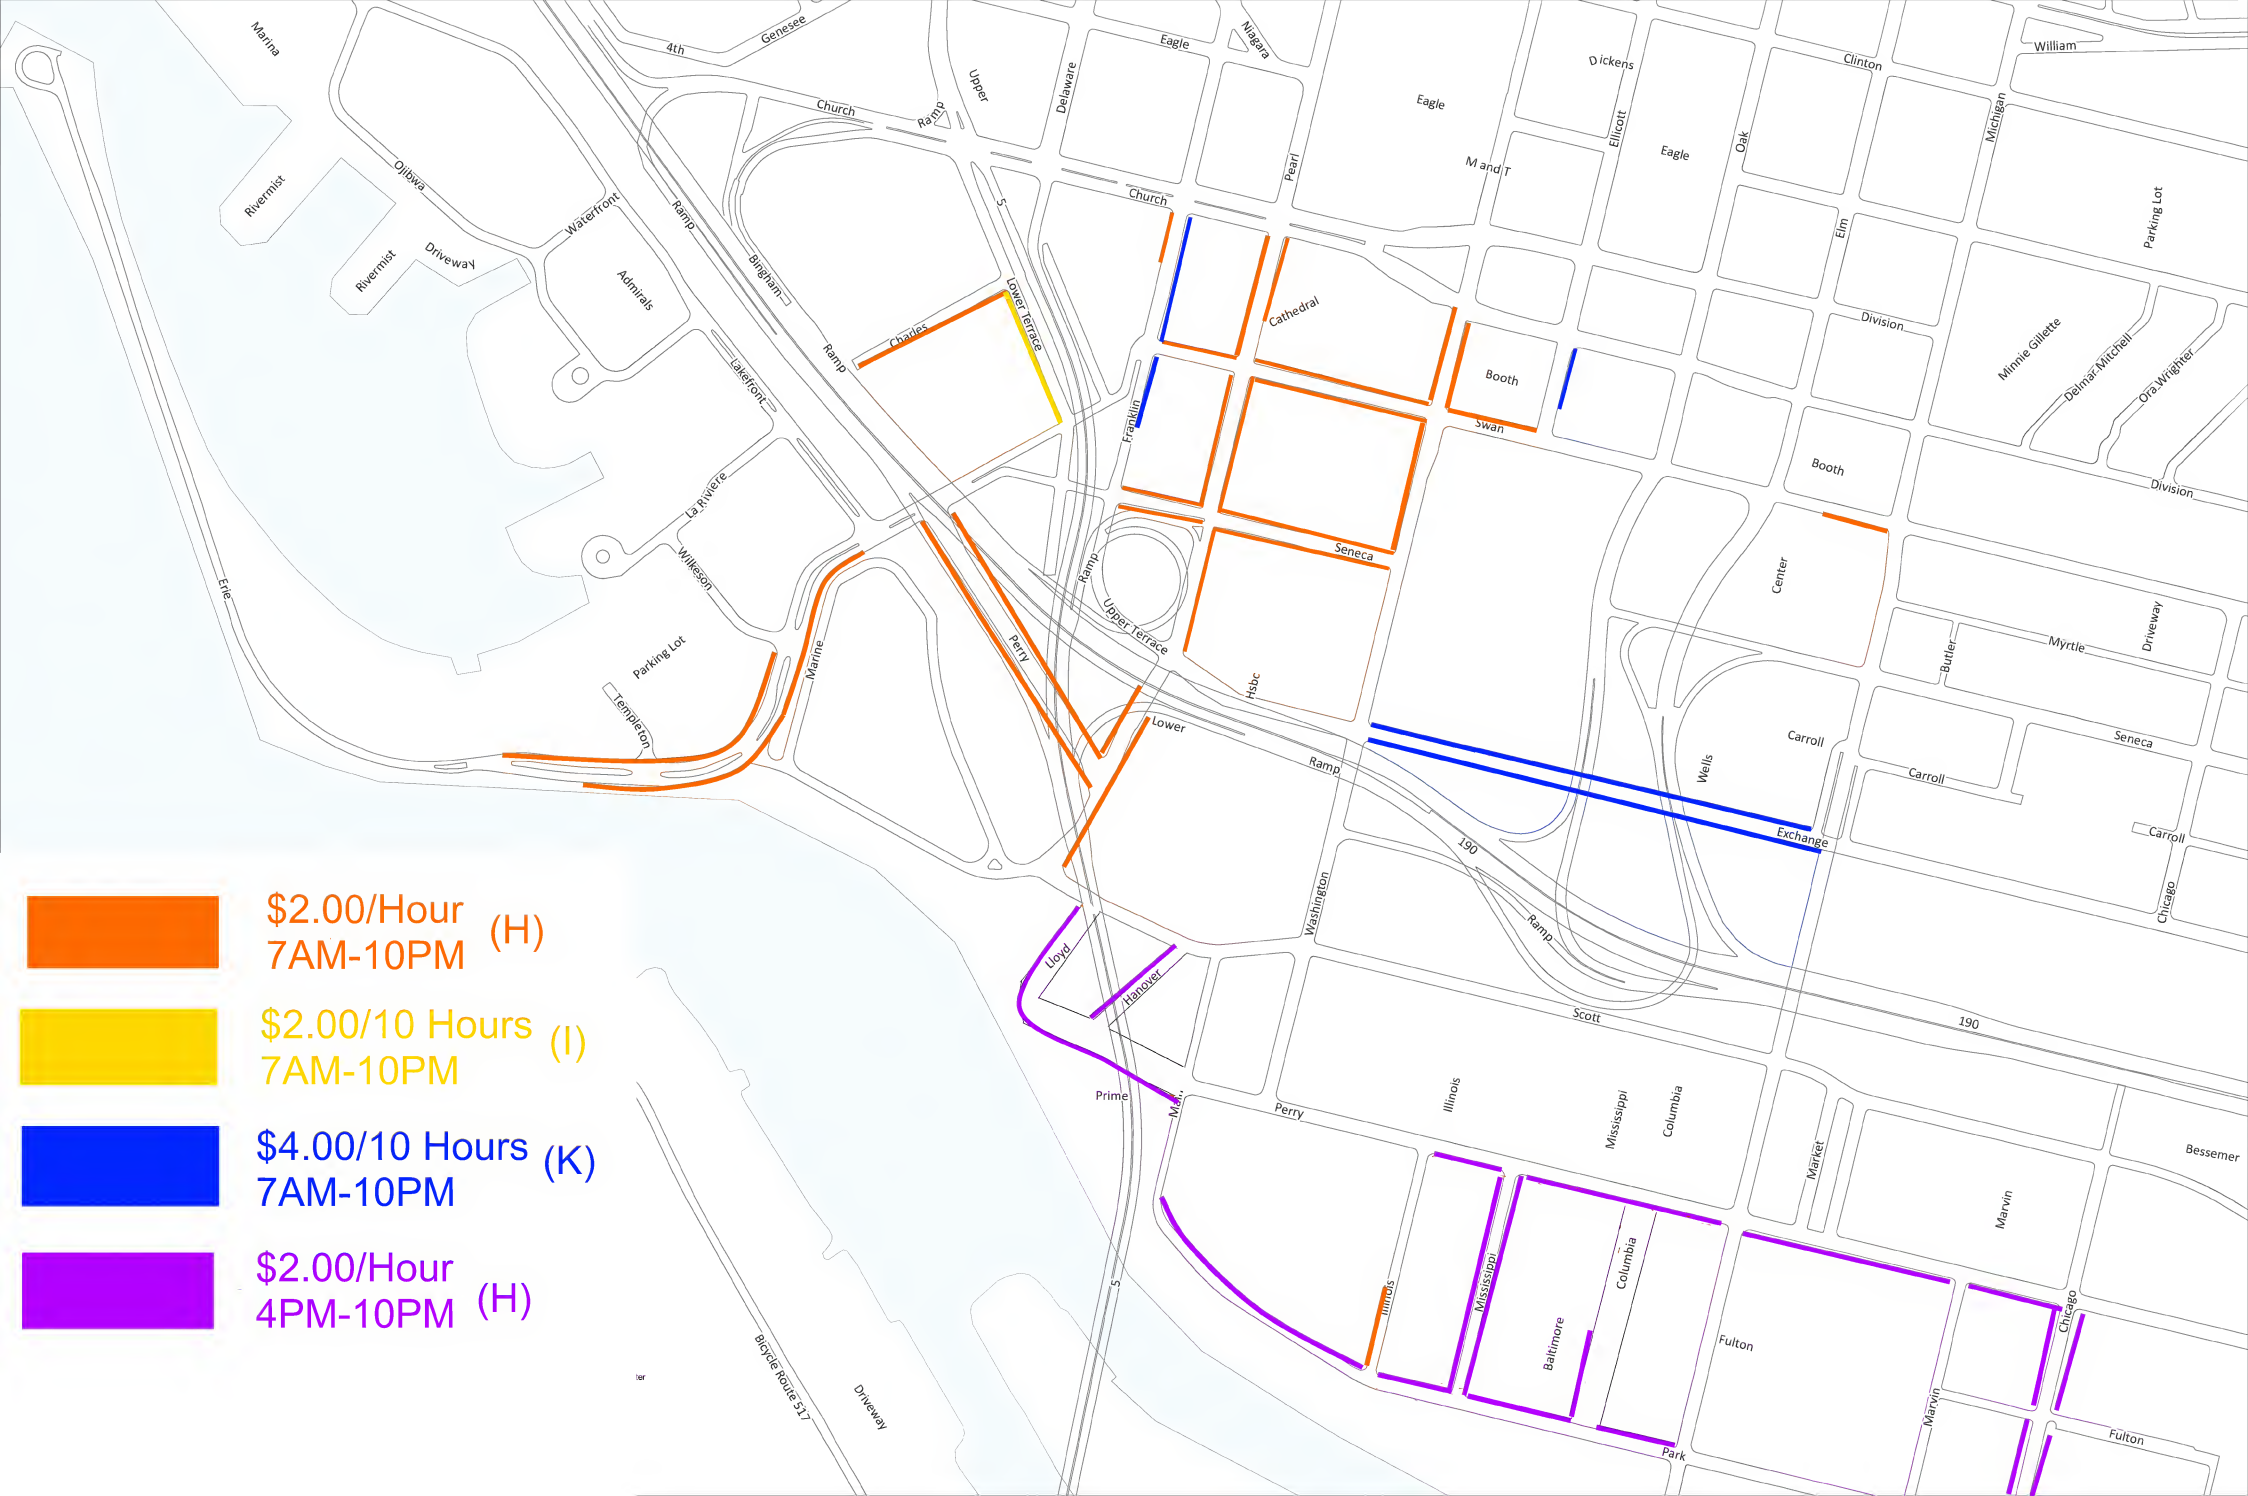 Marina
4th
Genesee
Eagle
Niagara
Dickens
Clinton
William
Upper
Delaware
Church
Ramp
Eagle
Ellicott
Michigan
Pearl
Oak
Eagle
M and T
Ojibwa
Rivermist
Waterfront
Ramp
5
Church
Parking Lot
Elm
Rivermist
Driveway
Admirals
Bingham
Lower Terrace
Cathedral
Division
Minnie Gillette
Delmar Mitchell
Ora Wrighter
Charles
Ramp
Lakefront
Booth
Franklin
Swan
Booth
Division
La Riviere
Wilkeson
Seneca
Ramp
Center
Erie
Upper Terrace
Driveway
Myrtle
Butler
Parking Lot
Marine
Perry
Hsbc
Templeton
Lower
Ramp
Wells
Carroll
Seneca
Carroll
Exchange
Carroll
190
Washington
Chicago
Ramp
$2.00/Hour
7AM-10PM
(H)
Lloyd
Hanover
Scott
190
$2.00/10 Hours
7AM-10PM
(I)
Prime
Perry
Illinois
Mississippi
Columbia
$4.00/10 Hours
7AM-10PM
(K)
Market
Bessemer
Marvin
$2.00/Hour
7AM-10PM
4PM-10PM
(H)
5
Illinois
Mississippi
Columbia
Baltimore
Fulton
Chicago
Bicycle Route 517
Driveway
Marvin
Park
Fulton